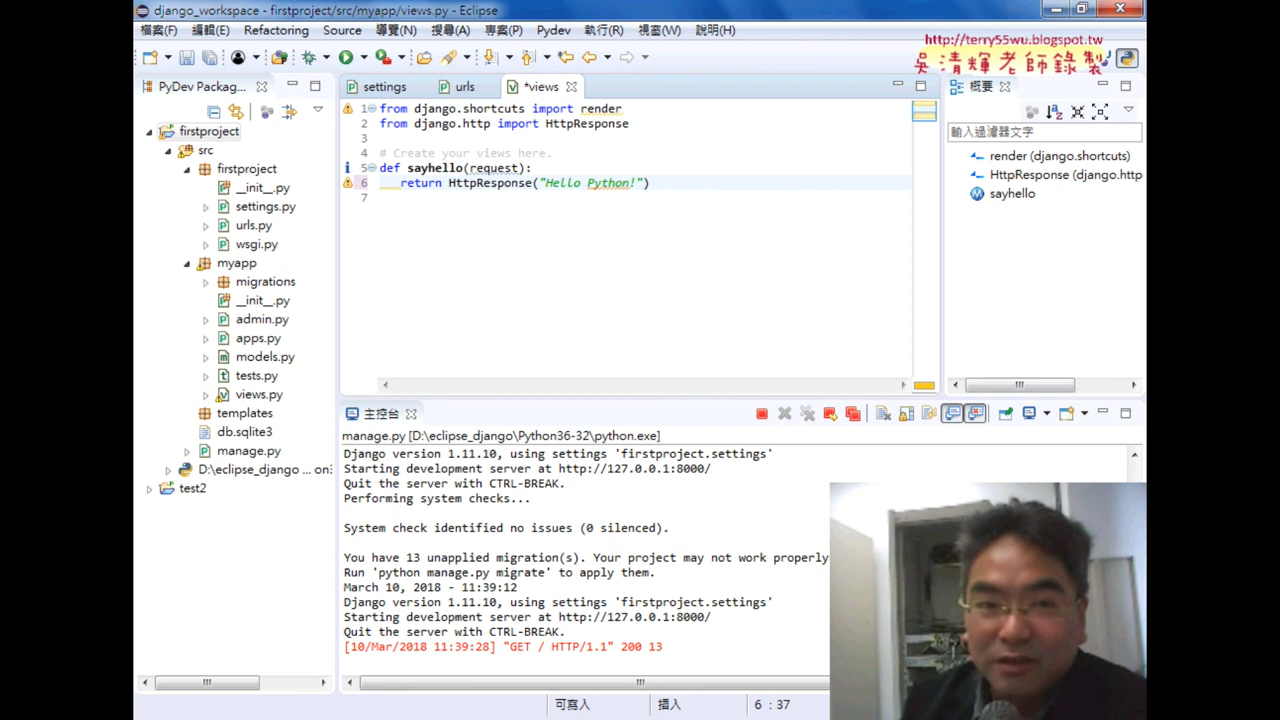 django_workspace - firstproject/src/myapp/views.py - Eclipse
檔案(F) 編輯(E) Refactoring Source 導覽(N) 搜尋(A) 專案(P) Pydev 執行(R) 視窗(W) 說明(H)
http://terry55wu.blogspot.tw
吳清輝老師錄製
PyDev Packag...
firstproject
src
firstproject
__init__.py
settings.py
urls.py
wsgi.py
myapp
migrations
__init__.py
admin.py
apps.py
models.py
tests.py
views.py
templates
db.sqlite3
manage.py
D:\eclipse_django ... on:
test2
settings urls *views
1 from django.shortcuts import render
2 from django.http import HttpResponse
3
4 # Create your views here.
5 def sayhello(request):
6 return HttpResponse("Hello Python!")
7
概要
輸入過濾器文字
render (django.shortcuts)
HttpResponse (django.http
sayhello
主控台
manage.py [D:\eclipse_django\Python36-32\python.exe]
Django version 1.11.10, using settings 'firstproject.settings'
Starting development server at http://127.0.0.1:8000/
Quit the server with CTRL-BREAK.
Performing system checks...
System check identified no issues (0 silenced).
You have 13 unapplied migration(s). Your project may not work properly
Run 'python manage.py migrate' to apply them.
March 10, 2018 - 11:39:12
Django version 1.11.10, using settings 'firstproject.settings'
Starting development server at http://127.0.0.1:8000/
Quit the server with CTRL-BREAK.
[10/Mar/2018 11:39:28] "GET / HTTP/1.1" 200 13
可寫入 插入 6 : 37